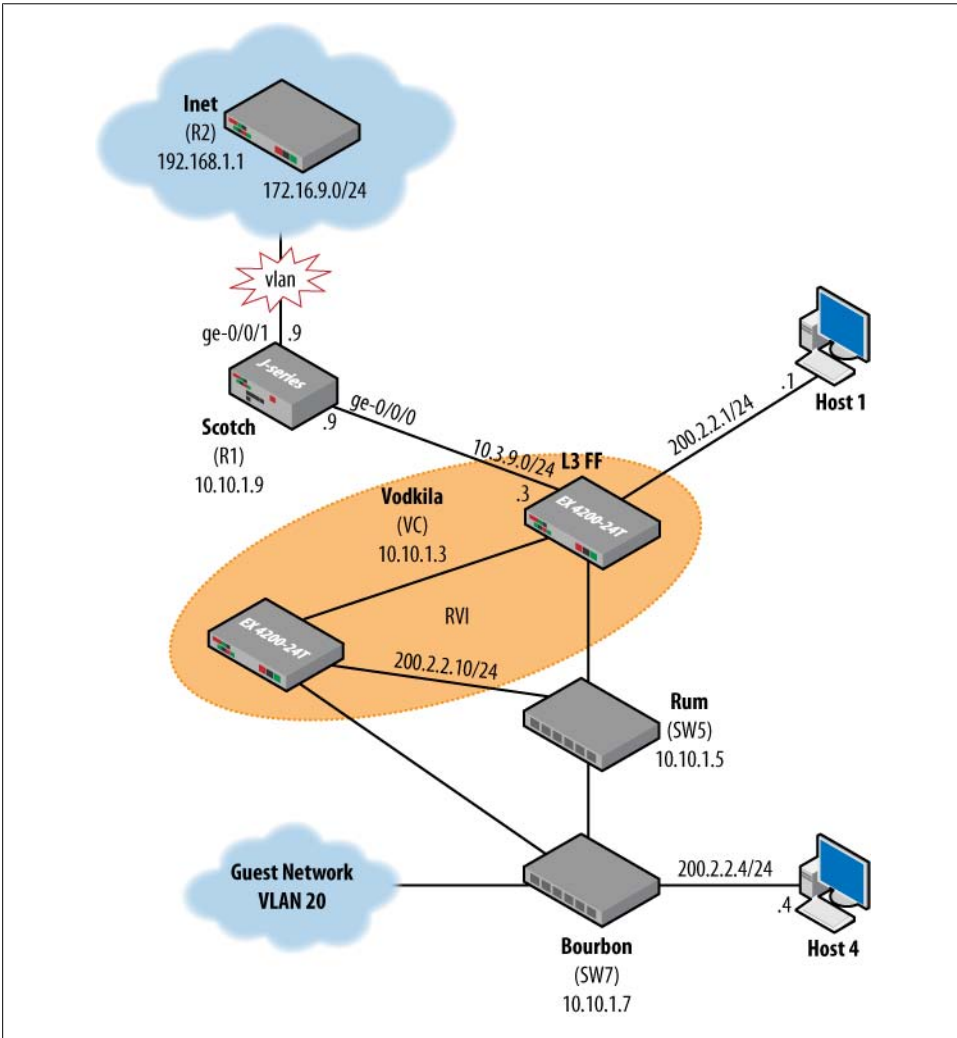 Inet
(R2)
192.168.1.1
172.16.9.0/24
vlan
ge-0/0/1
.9
J-series
ge-0/0/0
.9
Scotch
(R1)
10.10.1.9
10.3.9.0/24
L3 FF
.3
EX 4200-24T
200.2.2.1/24
.1
Host 1
Vodkila
(VC)
10.10.1.3
RVI
EX 4200-24T
200.2.2.10/24
Rum
(SW5)
10.10.1.5
Guest Network
VLAN 20
200.2.2.4/24
.4
Host 4
Bourbon
(SW7)
10.10.1.7